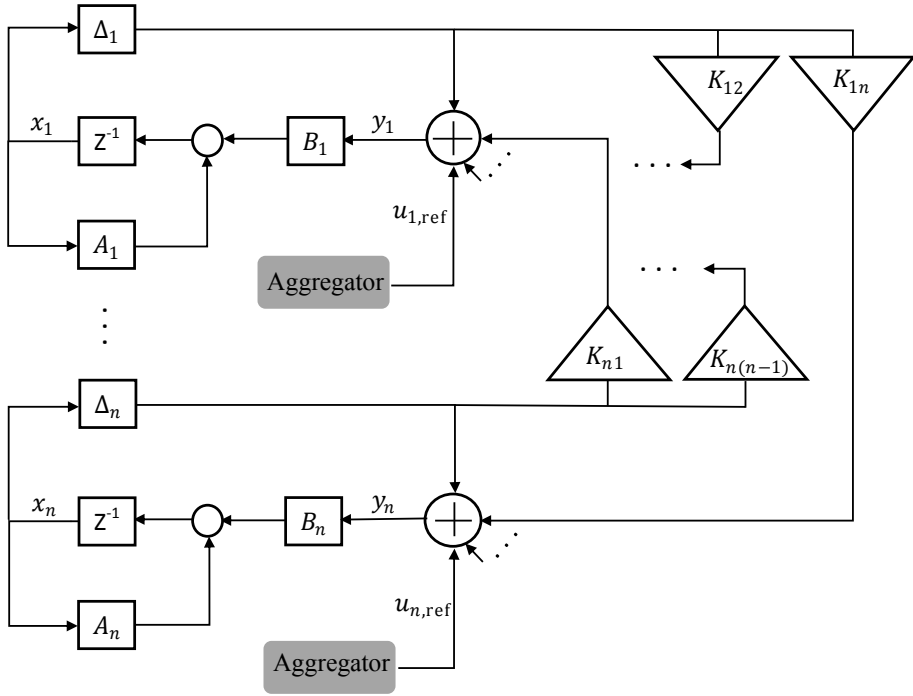 Δ₁
K₁₂
K₁ₙ
x₁
Z⁻¹
B₁
y₁
. . .
. . .
u₁,ref
A₁
Aggregator
. . .
. . .
Kₙ₁
Kₙ₍ₙ₋₁₎
Δₙ
xₙ
Z⁻¹
Bₙ
yₙ
. . .
uₙ,ref
Aₙ
Aggregator